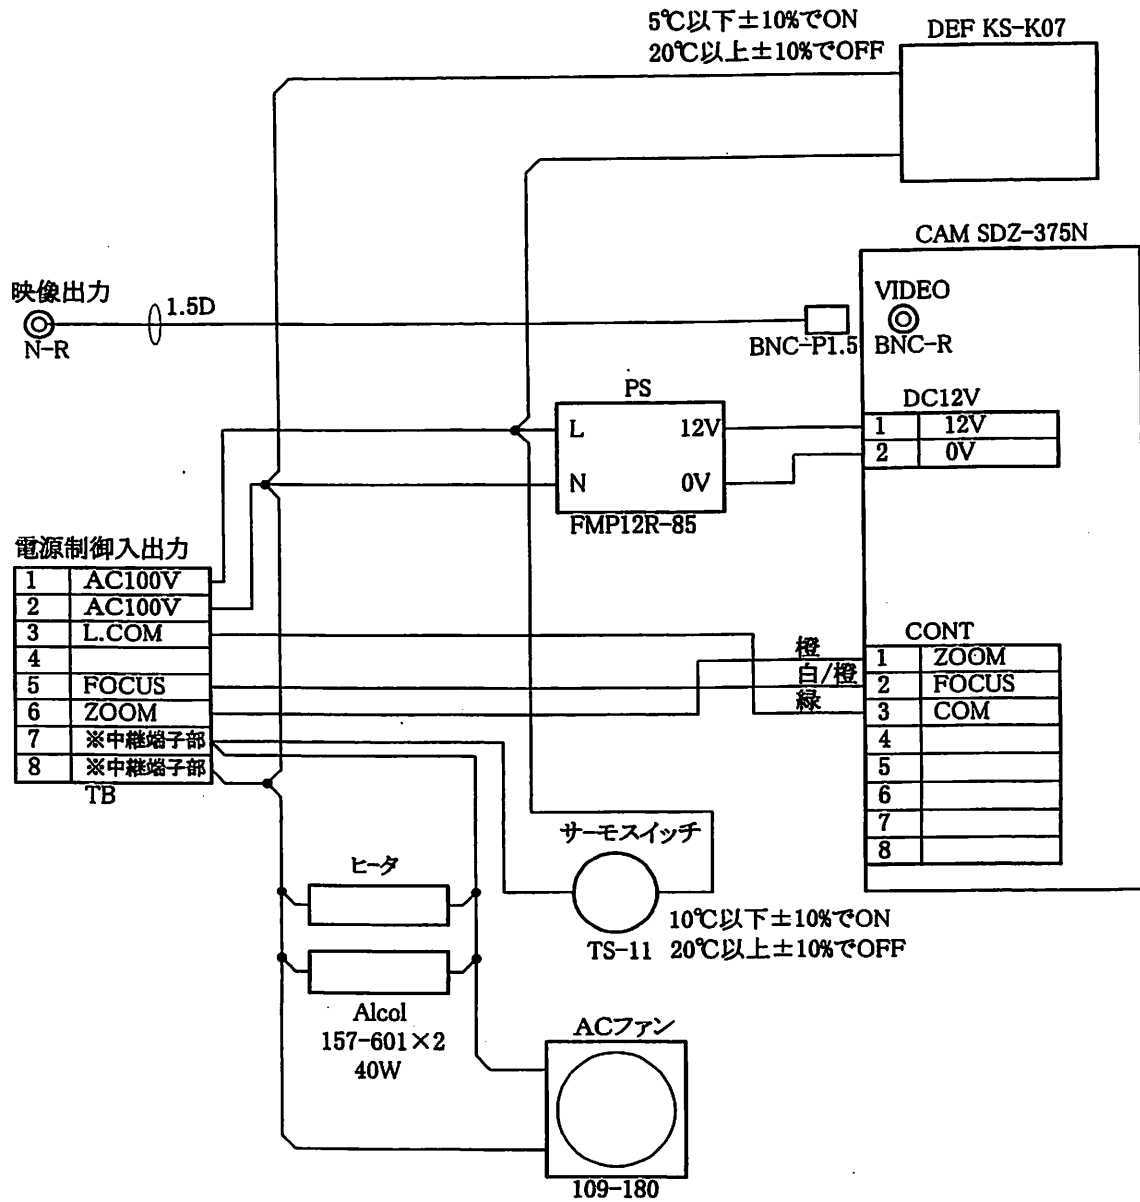 5℃以下±10%でON
20℃以上±10%でOFF
DEF KS-K07
CAM SDZ-375N
映像出力
1.5D
N-R
BNC-P1.5
VIDEO
BNC-R
PS
L 12V
N 0V
FMP12R-85
DC12V
1 12V
2 0V
電源制御入出力
1 AC100V
2 AC100V
3 L.COM
4
5 FOCUS
6 ZOOM
7 ※中継端子部
8 ※中継端子部
TB
橙
白/橙
緑
CONT
1 ZOOM
2 FOCUS
3 COM
4
5
6
7
8
サーモスイッチ
TS-11
10℃以下±10%でON
20℃以上±10%でOFF
ヒータ
Alcol
157-601×2
40W
ACファン
109-180